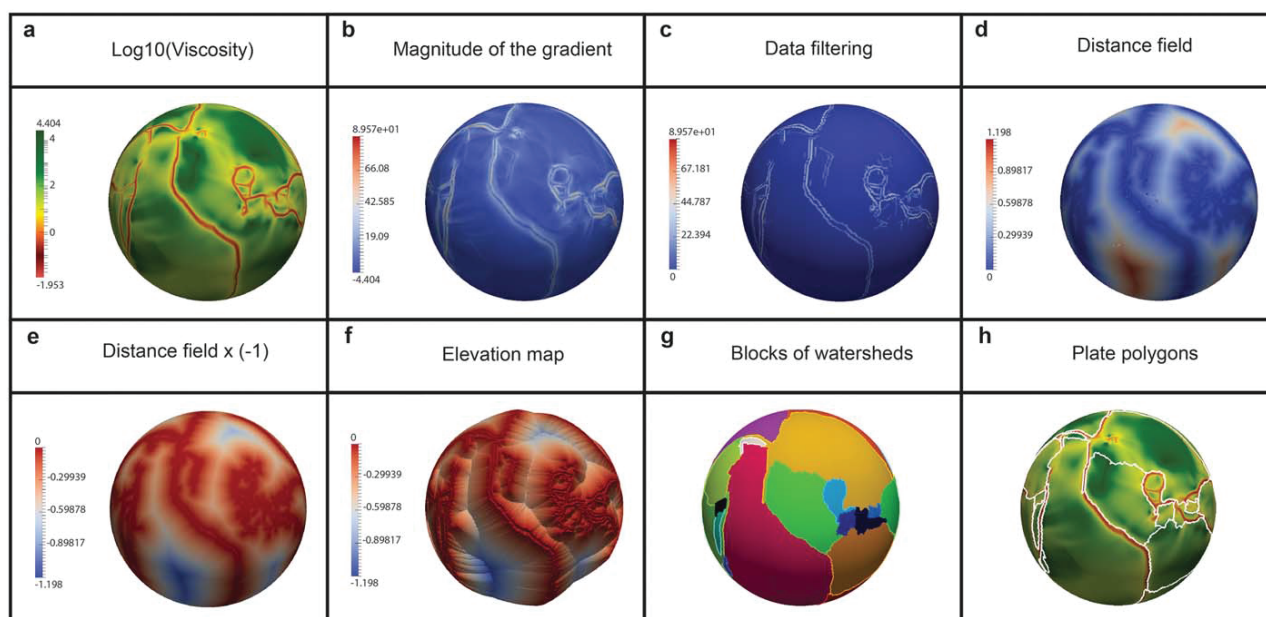 a
Log10(Viscosity)
b
Magnitude of the gradient
c
Data filtering
d
Distance field
4.404
4
2
0
-1.953
8.957e+01
66.08
42.585
19.09
-4.404
8.957e+01
67.181
44.787
22.394
0
1.198
0.89817
0.59878
0.29939
0
e
Distance field x (-1)
f
Elevation map
g
Blocks of watersheds
h
Plate polygons
0
-0.29939
-0.59878
-0.89817
-1.198
0
-0.29939
-0.59878
-0.89817
-1.198